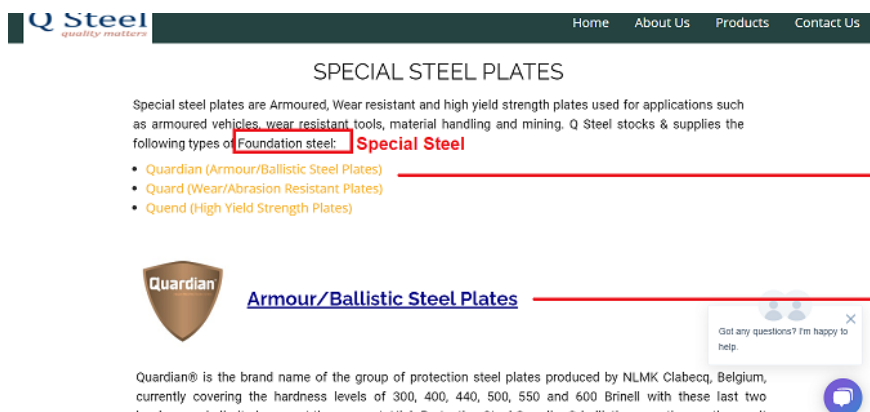 Q Steel
quality matters
Home About Us Products Contact Us
SPECIAL STEEL PLATES
Special steel plates are Armoured, Wear resistant and high yield strength plates used for applications such
as armoured vehicles, wear resistant tools, material handling and mining. Q Steel stocks & supplies the
following types of Foundation steel: Special Steel
• Quardian (Armour/Ballistic Steel Plates)
• Quard (Wear/Abrasion Resistant Plates)
• Quend (High Yield Strength Plates)
Quardian
Armour/Ballistic Steel Plates
Got any questions? I'm happy to
help.
Quardian® is the brand name of the group of protection steel plates produced by NLMK Clabecq, Belgium,
currently covering the hardness levels of 300, 400, 440, 500, 550 and 600 Brinell with these last two